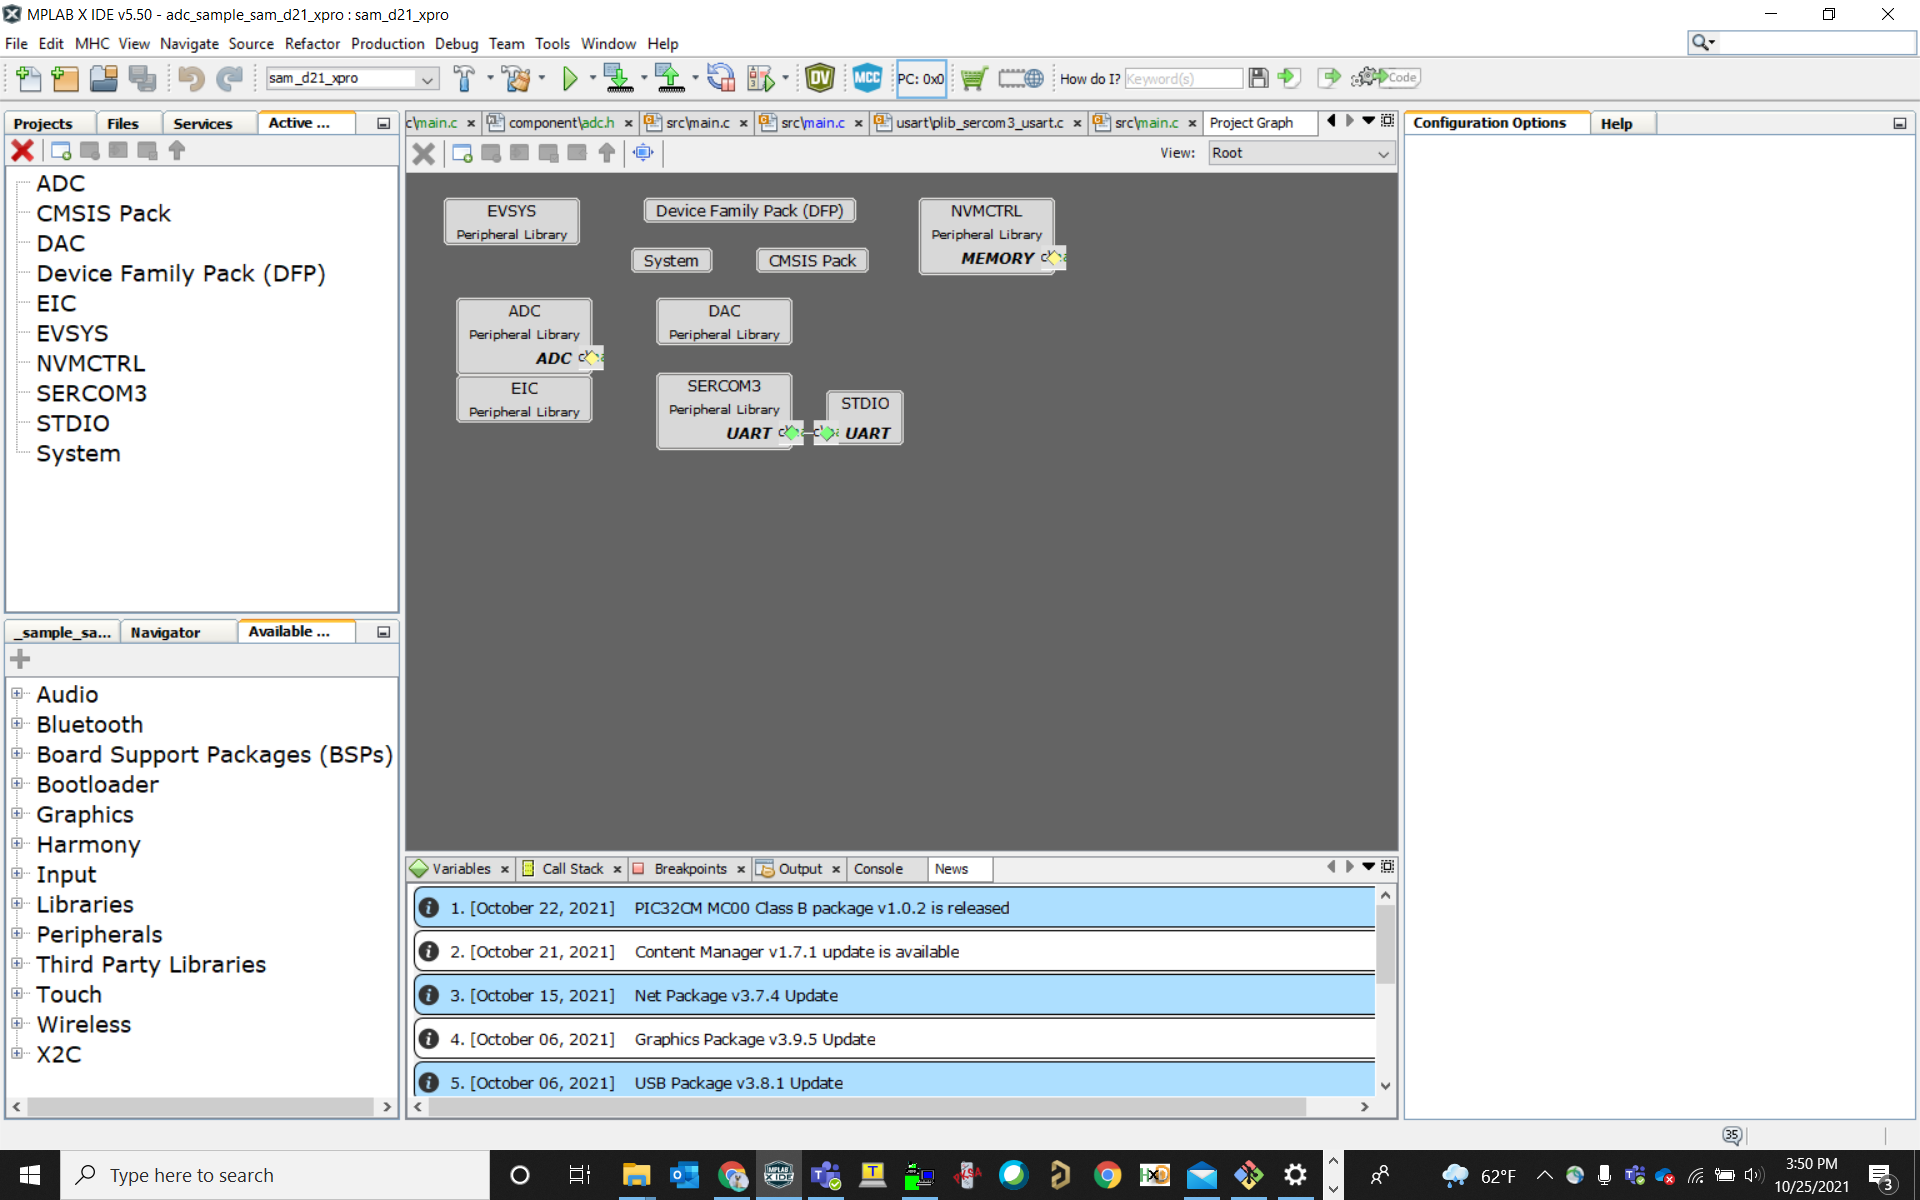 MPLAB X IDE v5.50 - adc_sample_sam_d21_xpro : sam_d21_xpro
File Edit MHC View Navigate Source Refactor Production Debug Team Tools Window Help
sam_d21_xpro
DV
MCC
PC: 0x0
How do I?
Keyword(s)
Code
Projects
Files
Services
Active ...
ADC
CMSIS Pack
DAC
Device Family Pack (DFP)
EIC
EVSYS
NVMCTRL
SERCOM3
STDIO
System
_sample_sa...
Navigator
Available ...
Audio
Bluetooth
Board Support Packages (BSPs)
Bootloader
Graphics
Harmony
Input
Libraries
Peripherals
Third Party Libraries
Touch
Wireless
X2C
c\main.c
component\adc.h
src\main.c
src\main.c
usart\plib_sercom3_usart.c
src\main.c
Project Graph
View:
Root
EVSYS
Peripheral Library
Device Family Pack (DFP)
NVMCTRL
Peripheral Library
MEMORY
System
CMSIS Pack
ADC
Peripheral Library
ADC
DAC
Peripheral Library
EIC
Peripheral Library
SERCOM3
Peripheral Library
UART
STDIO
UART
Variables
Call Stack
Breakpoints
Output
Console
News
1. [October 22, 2021] PIC32CM MC00 Class B package v1.0.2 is released
2. [October 21, 2021] Content Manager v1.7.1 update is available
3. [October 15, 2021] Net Package v3.7.4 Update
4. [October 06, 2021] Graphics Package v3.9.5 Update
5. [October 06, 2021] USB Package v3.8.1 Update
Configuration Options
Help
35
Type here to search
62°F
3:50 PM
10/25/2021
3